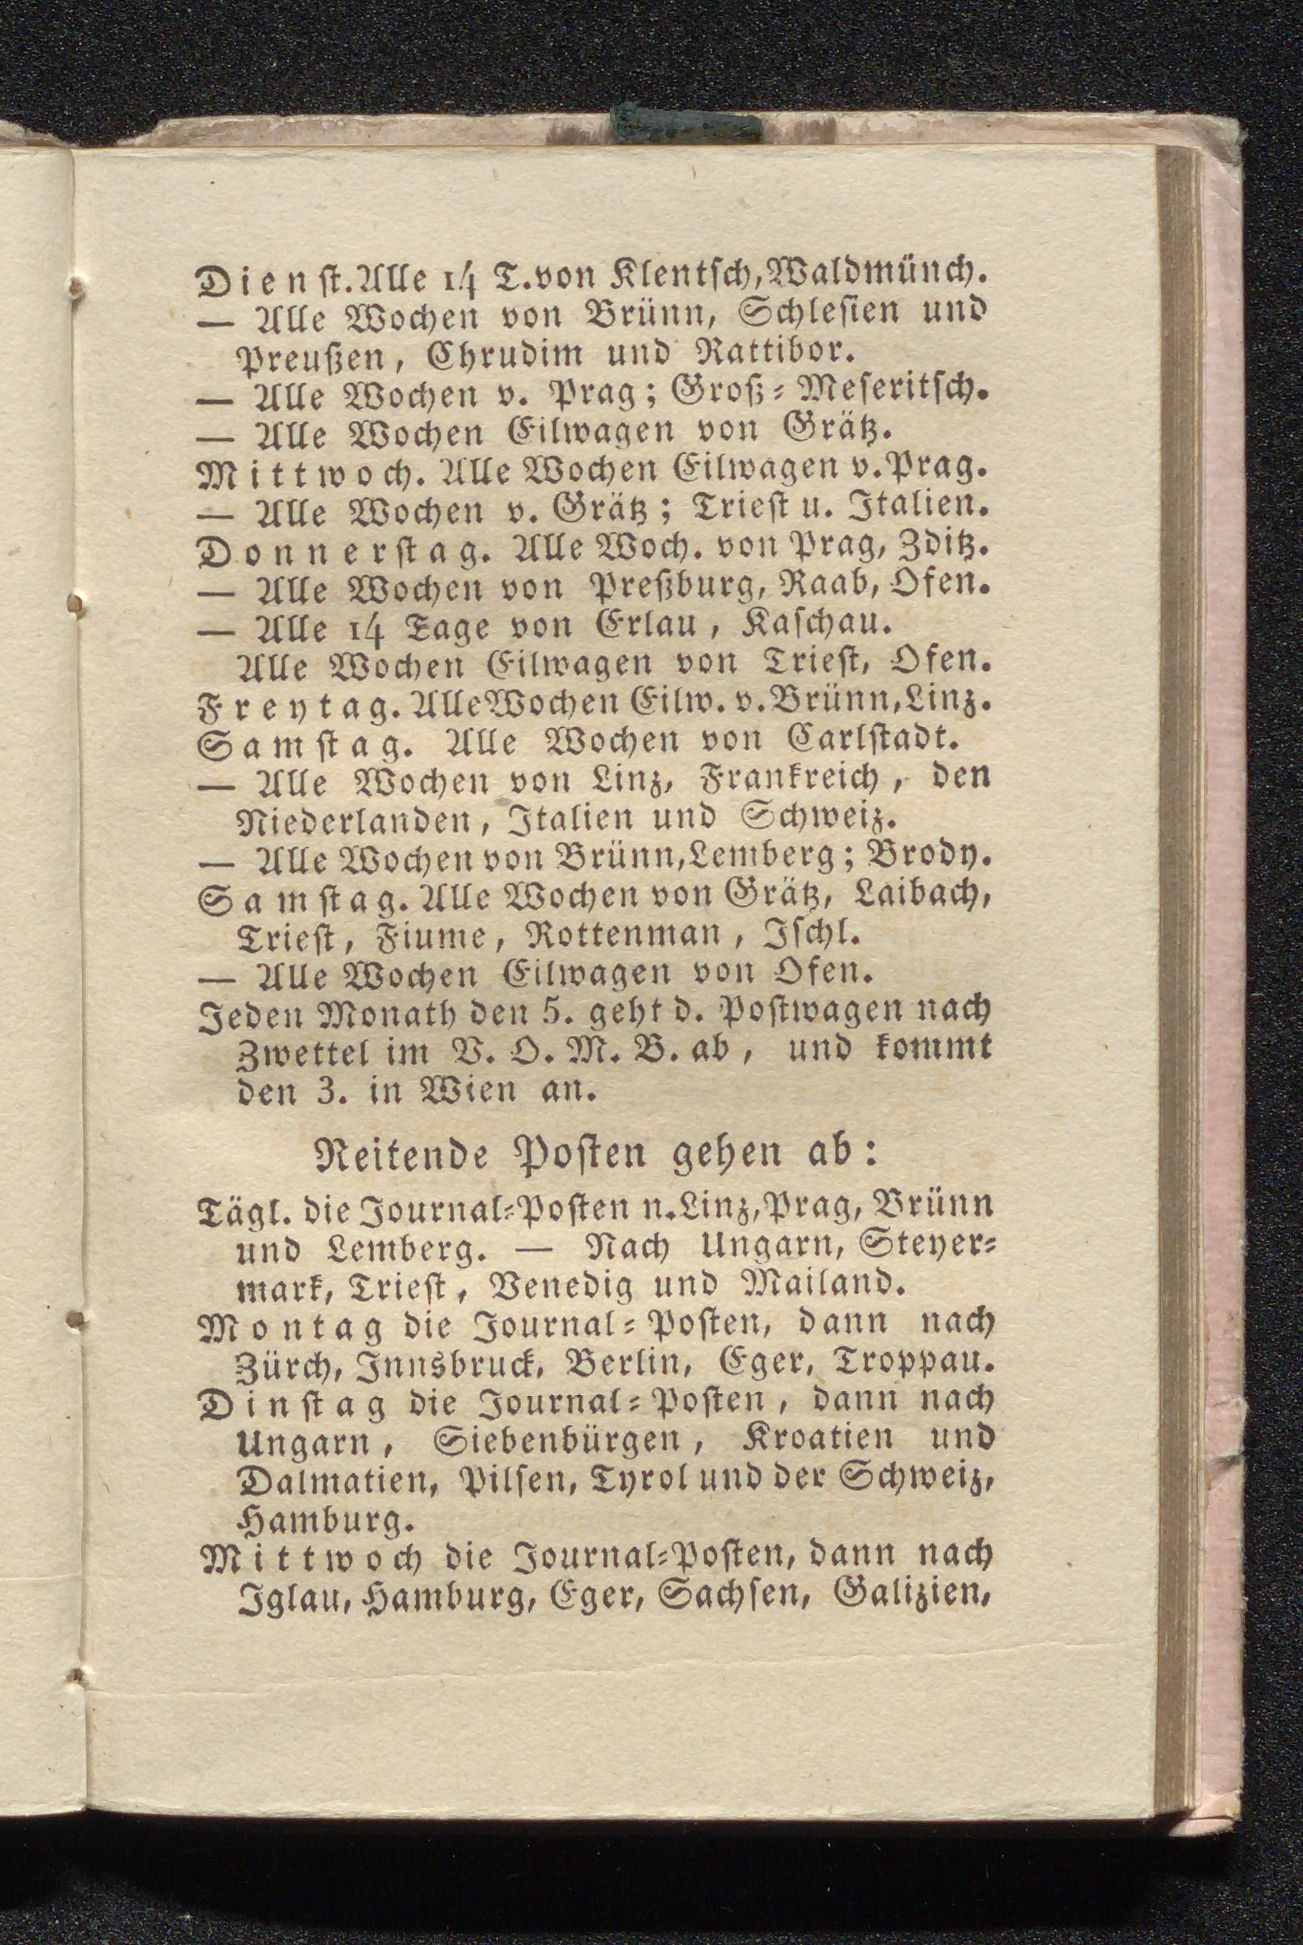 Dienst. Alle 14 T. von Klentsch, Waldmünch.
— Alle Wochen von Brünn, Schlesien und
Preußen, Chrudim und Rattibor.
— Alle Wochen v. Prag; Groß-Meseritsch.
— Alle Wochen Eilwagen von Grätz.
Mittwoch. Alle Wochen Eilwagen v. Prag.
— Alle Wochen v. Grätz; Triest u. Italien.
Donnerstag. Alle Woch. von Prag, Zditz.
— Alle Wochen von Preßburg, Raab, Ofen.
— Alle 14 Tage von Erlau, Kaschau.
Alle Wochen Eilwagen von Triest, Ofen.
Freytag. Alle Wochen Eilw. v. Brünn, Linz.
Samstag. Alle Wochen von Carlstadt.
— Alle Wochen von Linz, Frankreich, den
Niederlanden, Italien und Schweiz.
— Alle Wochen von Brünn, Lemberg; Brody.
Samstag. Alle Wochen von Grätz, Laibach,
Triest, Fiume, Rottenman, Ischl.
— Alle Wochen Eilwagen von Ofen.
Jeden Monath den 5. geht d. Postwagen nach
Zwettel im V. O. M. B. ab, und kommt
den 3. in Wien an.
Reitende Posten gehen ab:
Tägl. die Journal-Posten n. Linz, Prag, Brünn
und Lemberg. — Nach Ungarn, Steyer-
mark, Triest, Venedig und Mailand.
Montag die Journal-Posten, dann nach
Zürch, Innsbruck, Berlin, Eger, Troppau.
Dinstag die Journal-Posten, dann nach
Ungarn, Siebenbürgen, Kroatien und
Dalmatien, Pilsen, Tyrol und der Schweiz,
Hamburg.
Mittwoch die Journal-Posten, dann nach
Iglau, Hamburg, Eger, Sachsen, Galizien,